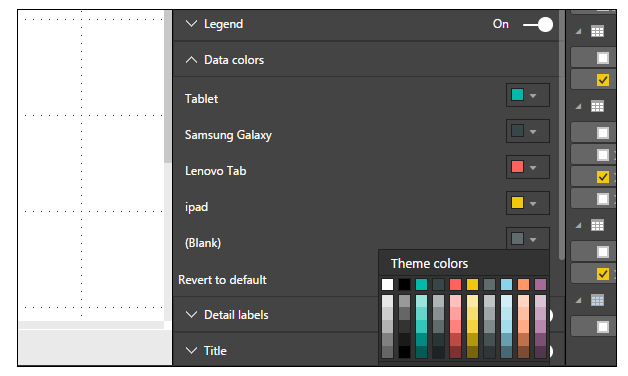 Legend On
Data colors
Tablet
Samsung Galaxy
Lenovo Tab
ipad
(Blank)
Theme colors
Revert to default
Detail labels
Title